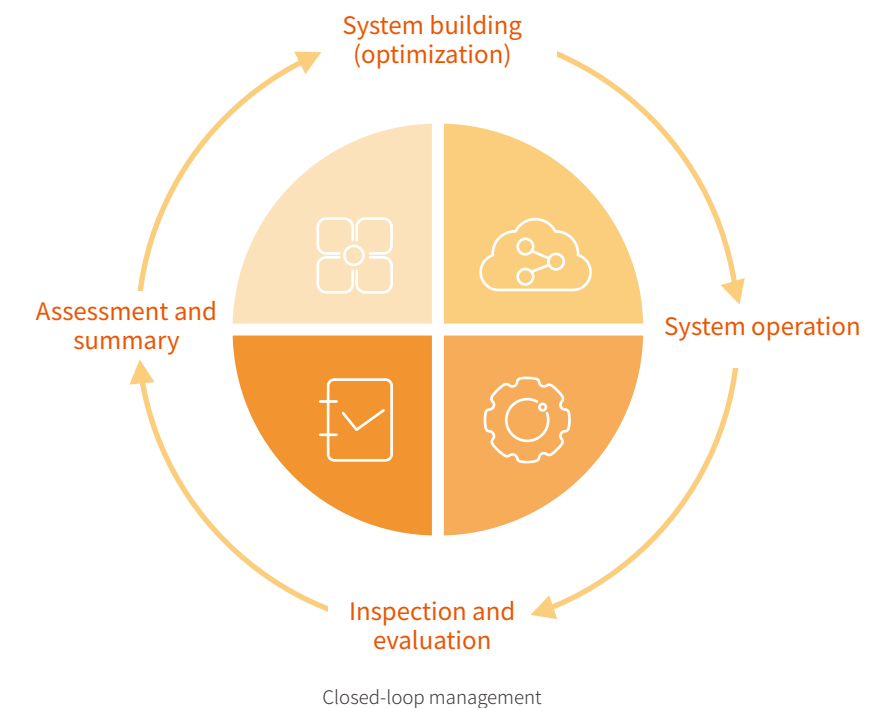 System building
(optimization)
Assessment and
summary
System operation
Inspection and
evaluation
Closed-loop management